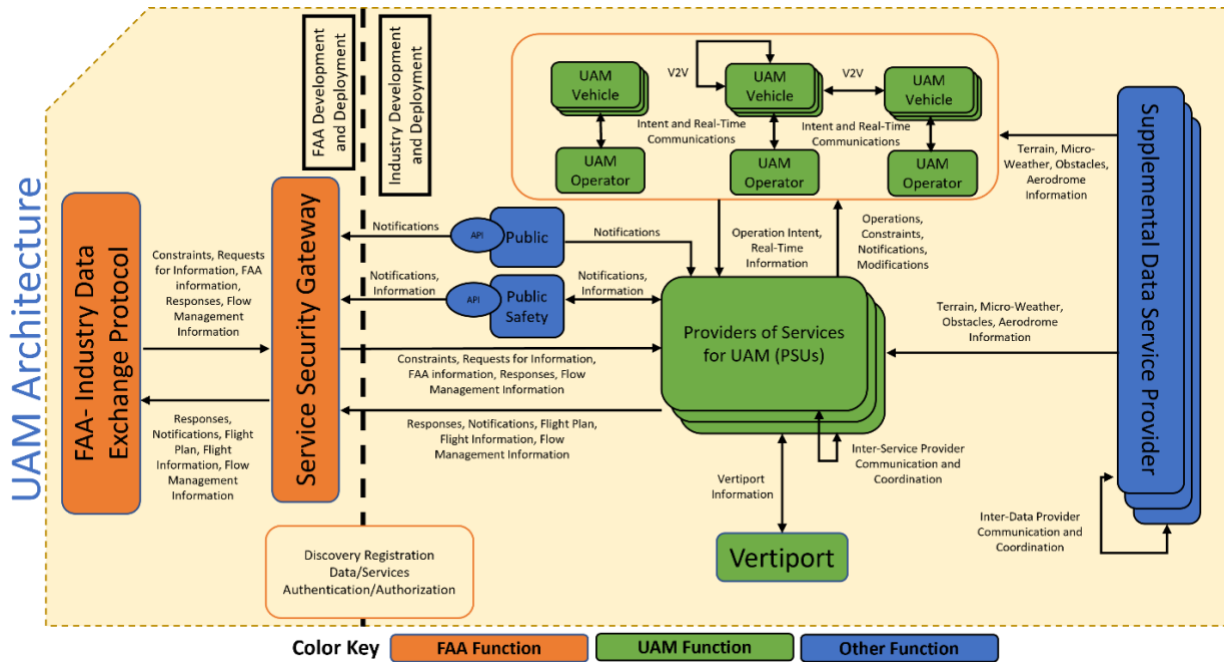 UAM Architecture
FAA Development
and Deployment
Industry Development
and Deployment
FAA- Industry Data
Exchange Protocol
Constraints, Requests
for Information, FAA
information,
Responses, Flow
Management
Information
Responses,
Notifications, Flight
Plan, Flight
Information, Flow
Management
Information
Service Security Gateway
Notifications
API
Public
Notifications
Notifications,
Information
API
Public
Safety
Notifications,
Information
Constraints, Requests for Information,
FAA information, Responses, Flow
Management Information
Responses, Notifications, Flight Plan,
Flight Information, Flow
Management Information
Discovery Registration
Data/Services
Authentication/Authorization
UAM
Vehicle
V2V
UAM
Vehicle
V2V
UAM
Vehicle
Intent and Real-Time
Communications
Intent and Real-Time
Communications
UAM
Operator
UAM
Operator
UAM
Operator
Operation Intent,
Real-Time
Information
Operations,
Constraints,
Notifications,
Modifications
Providers of Services
for UAM (PSUs)
Inter-Service Provider
Communication and
Coordination
Vertiport
Information
Vertiport
Terrain, Micro-
Weather, Obstacles,
Aerodrome
Information
Terrain, Micro-Weather,
Obstacles, Aerodrome
Information
Supplemental Data Service Provider
Inter-Data Provider
Communication and
Coordination
Color Key
FAA Function
UAM Function
Other Function